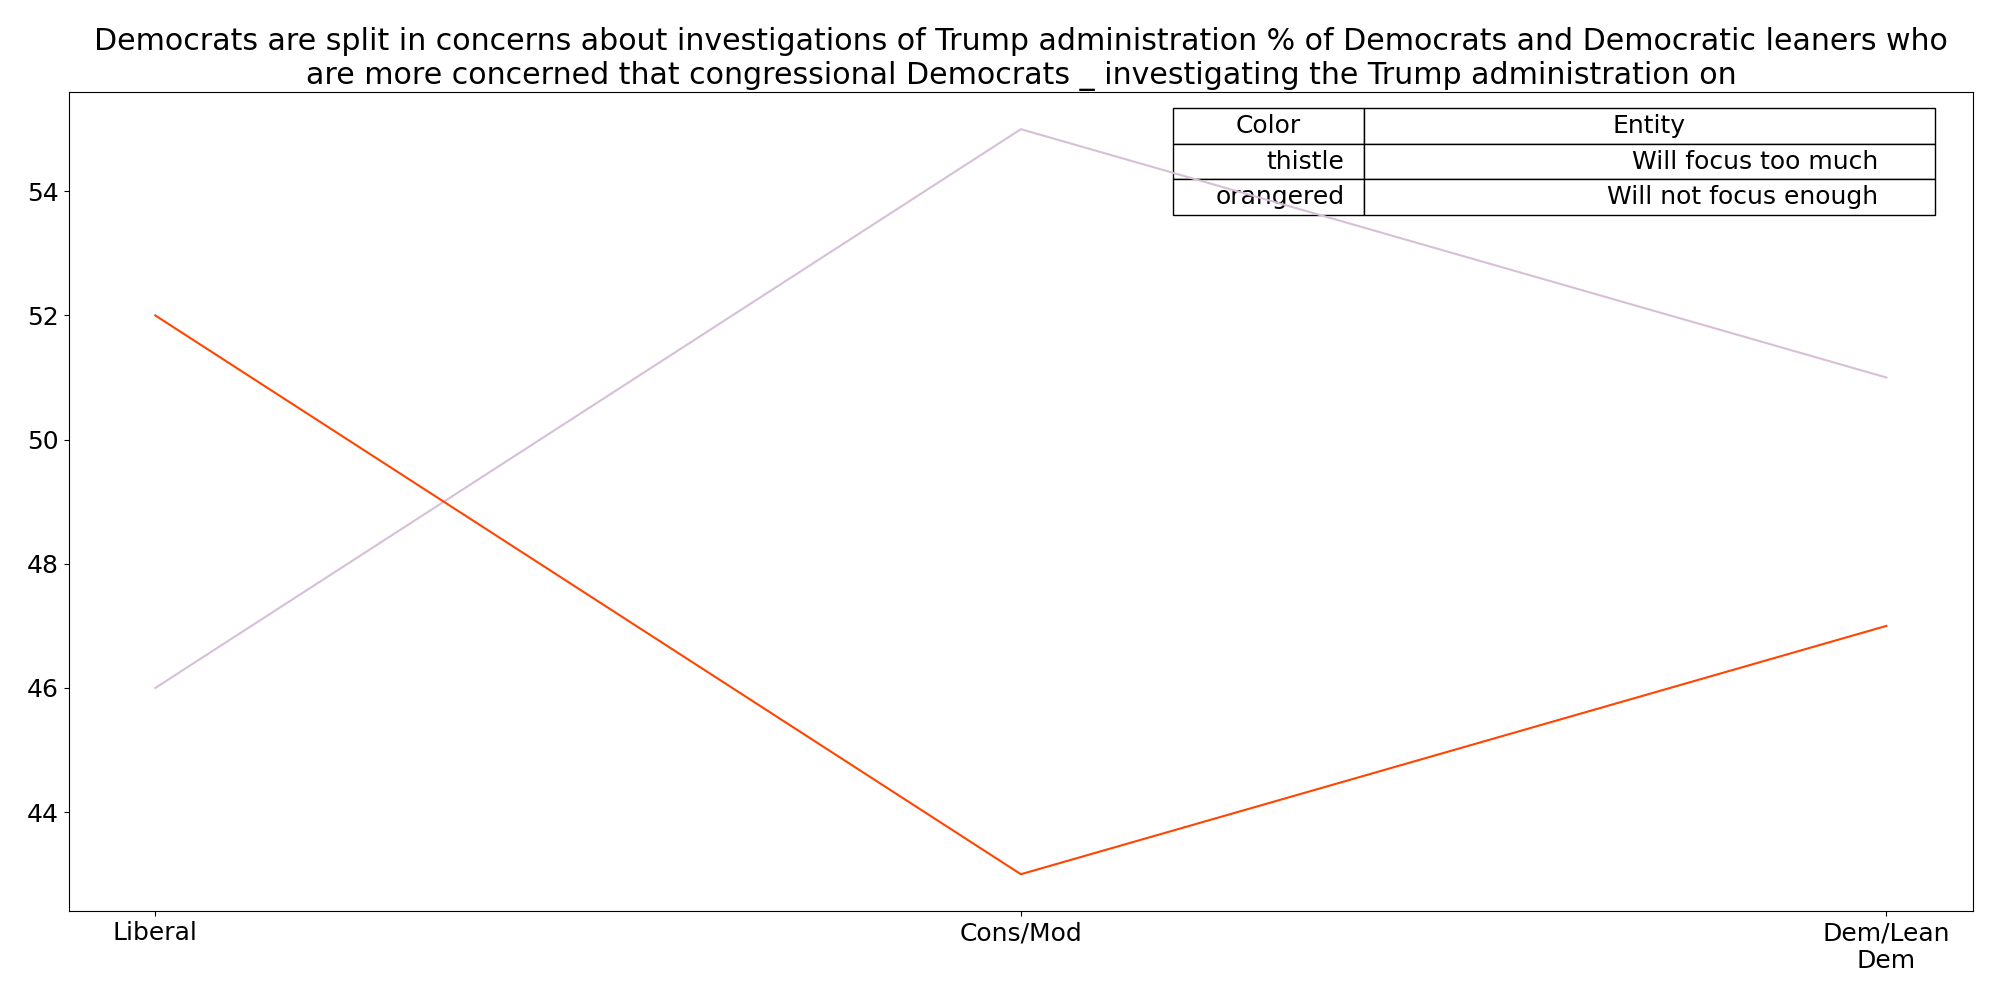 Democrats are split in concerns about investigations of Trump administration % of Democrats and Democratic leaners who
are more concerned that congressional Democrats _ investigating the Trump administration on
Color Entity
thistle Will focus too much
orangered Will not focus enough
54
52
50
48
46
44
Liberal Cons/Mod Dem/Lean
Dem